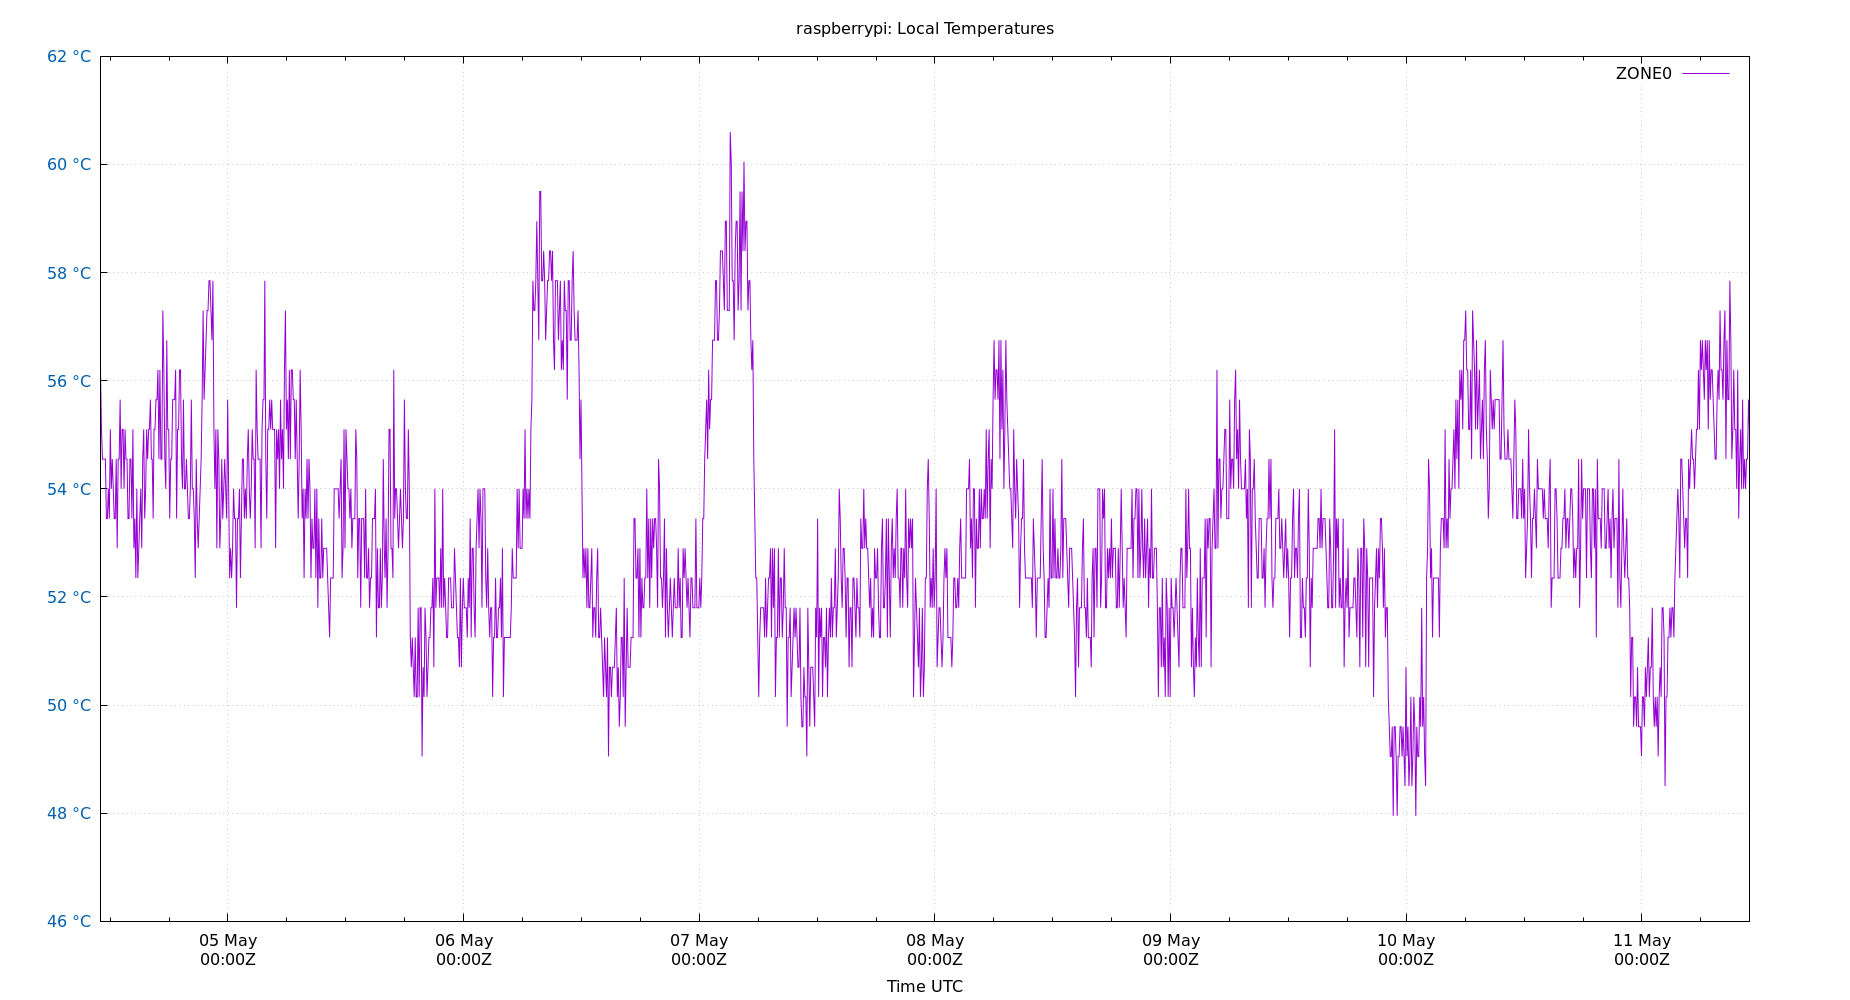 raspberrypi: Local Temperatures
62 °C
ZONE0
60 °C
58 °C
56 °C
54 °C
52 °C
50 °C
48 °C
46 °C
05 May 06 May 07 May 08 May 09 May 10 May 11 May
00:00Z 00:00Z 00:00Z 00:00Z 00:00Z 00:00Z 00:00Z
Time UTC